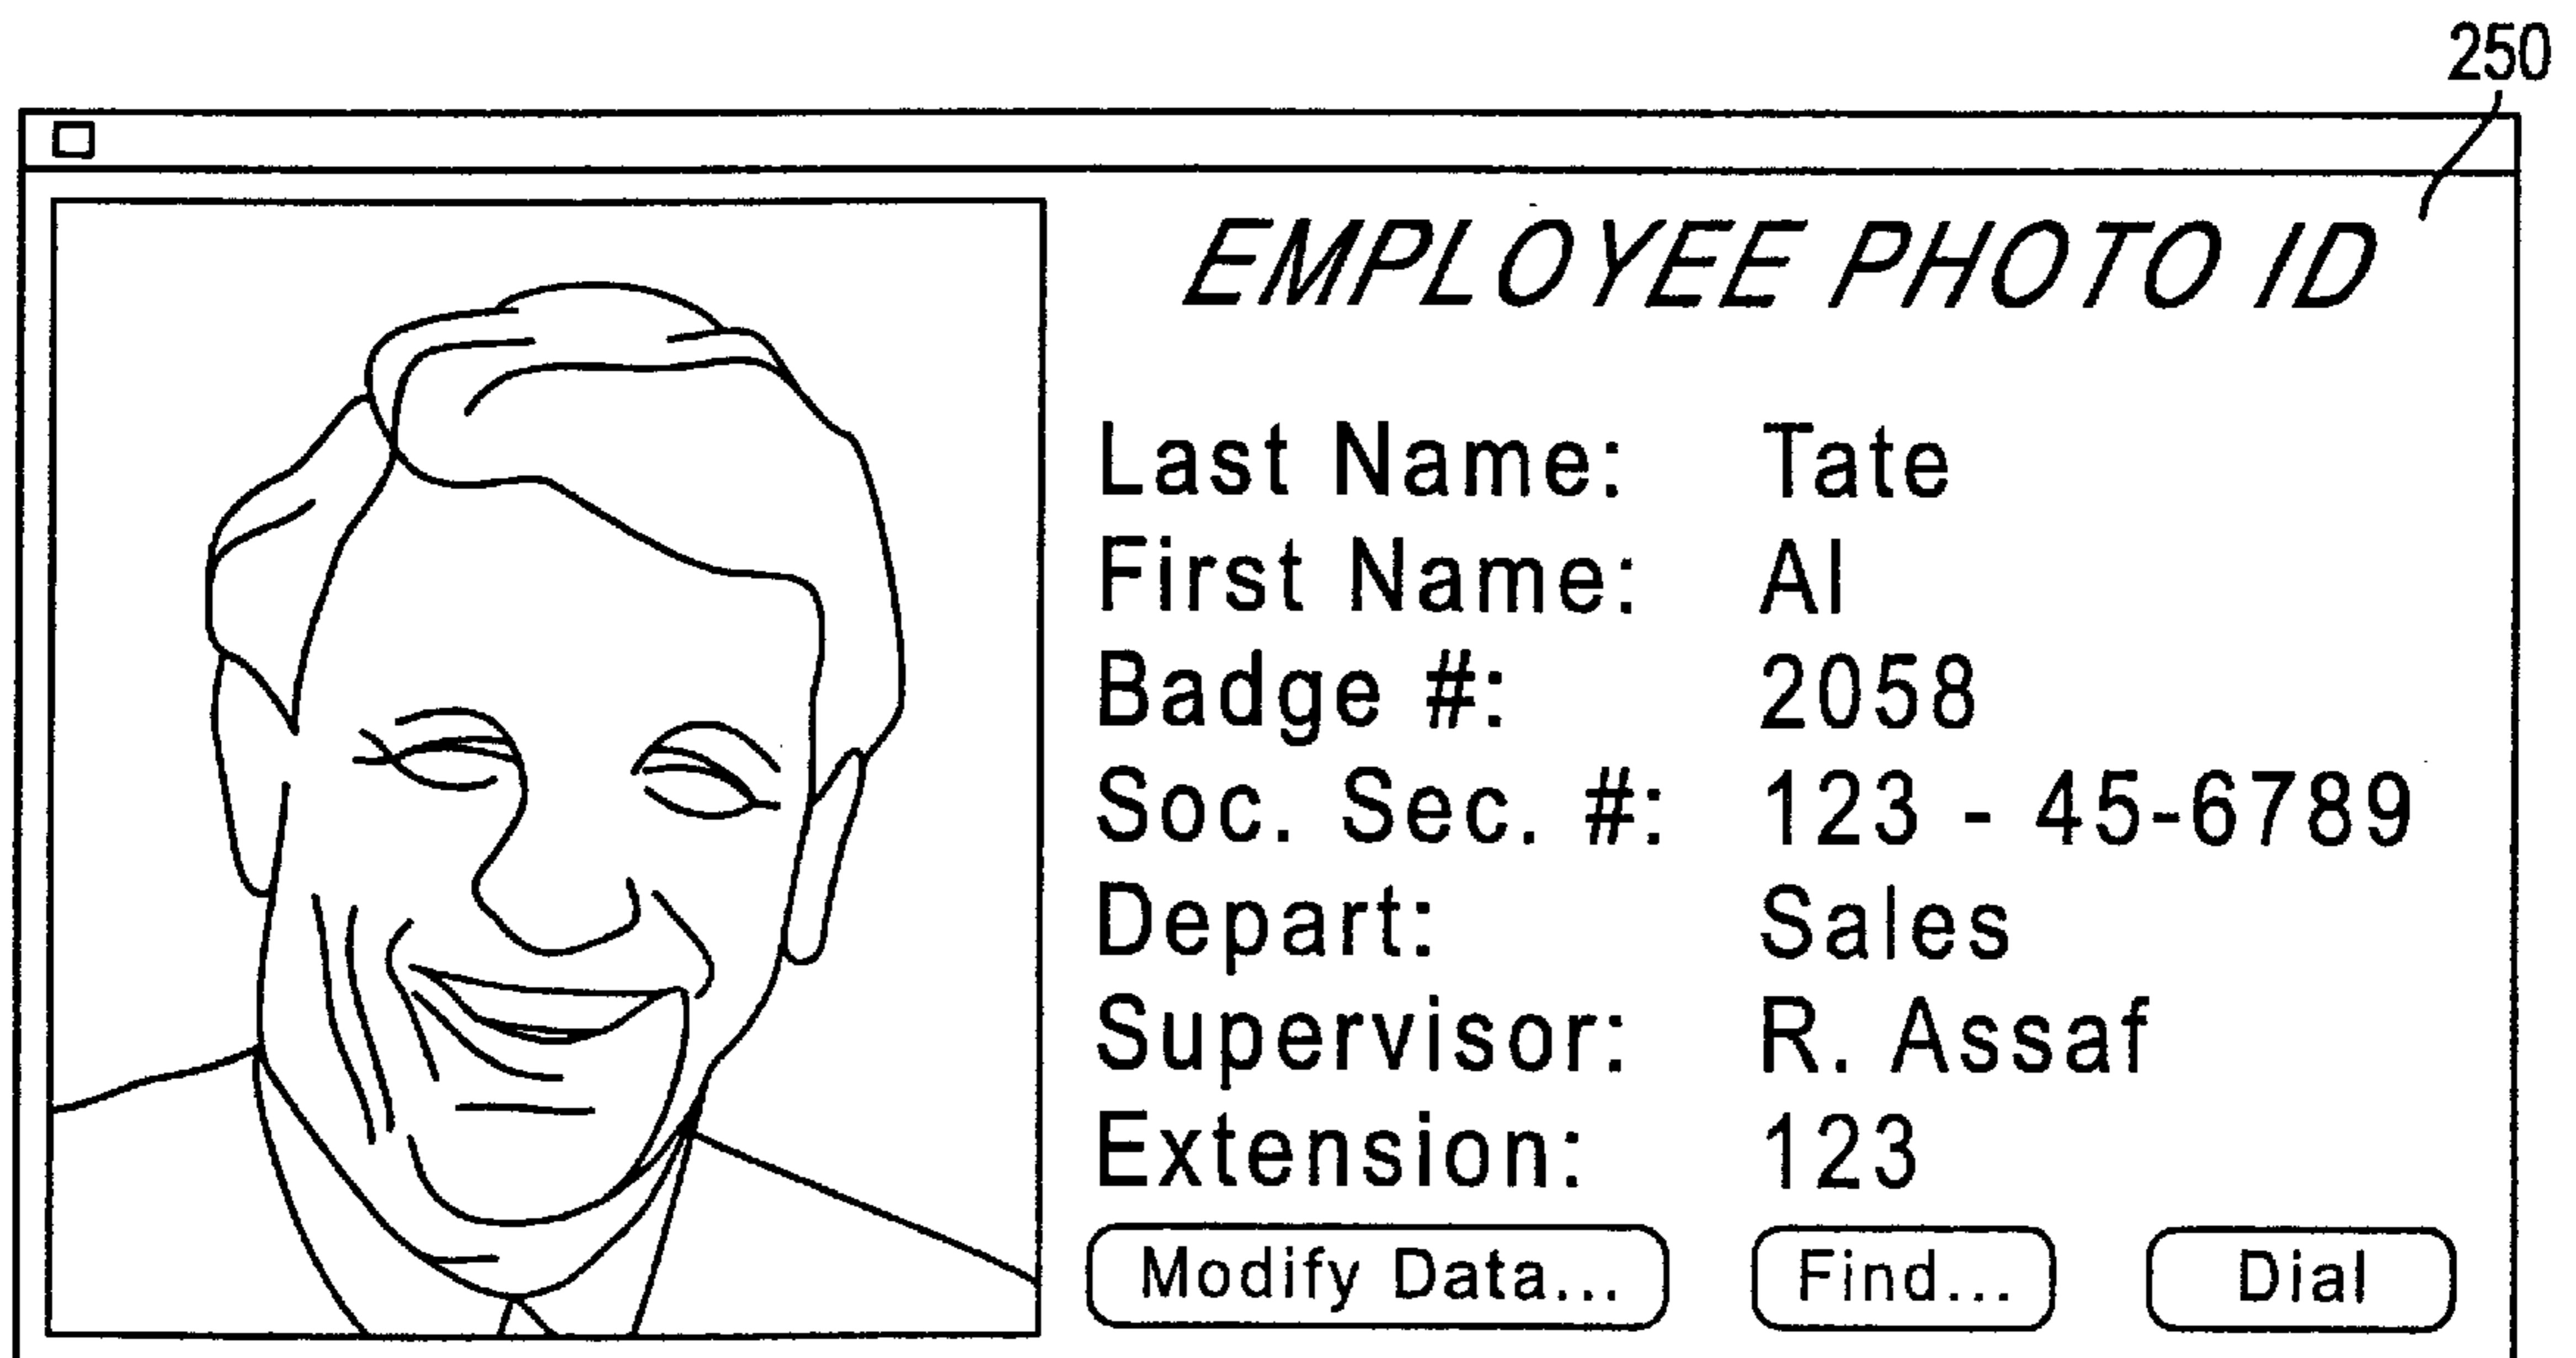 250
EMPLOYEE PHOTO ID
Last Name: Tate
First Name: Al
Badge #: 2058
Soc. Sec. #: 123 - 45-6789
Depart: Sales
Supervisor: R. Assaf
Extension: 123
Modify Data... Find... Dial